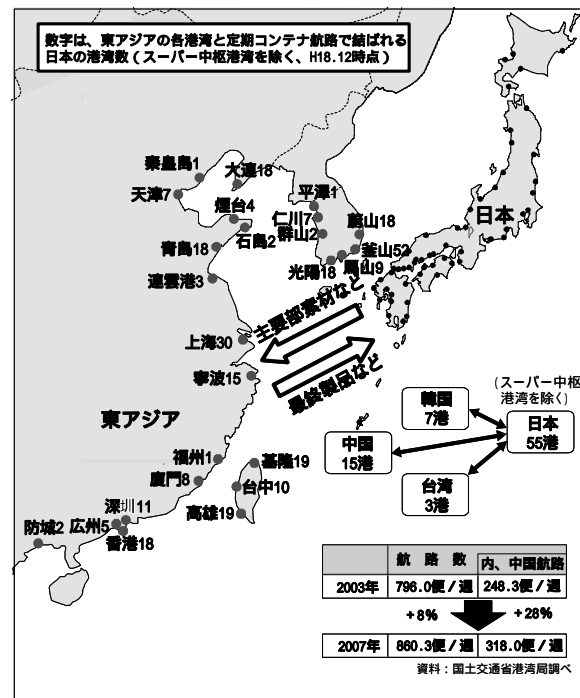 数字は、東アジアの各港湾と定期コンテナ航路で結ばれる
日本の港湾数（スーパー中枢港湾を除く、H18.12時点）
秦皇島1
大連18
天津7
煙台4
石島2
青島18
連雲港3
平澤1
仁川7
群山2
蔚山18
釜山52
馬山9
光陽18
日本
主要部素材など
最終製品など
上海30
寧波15
東アジア
福州1
廈門8
基隆19
台中10
高雄19
深圳11
広州5
香港18
防城2
（スーパー中枢
港湾を除く）
韓国
7港
中国
15港
日本
55港
台湾
3港
航路数 内、中国航路
2003年 796.0便／週 248.3便／週
+8% +28%
2007年 860.3便／週 318.0便／週
資料：国土交通省港湾局調べ